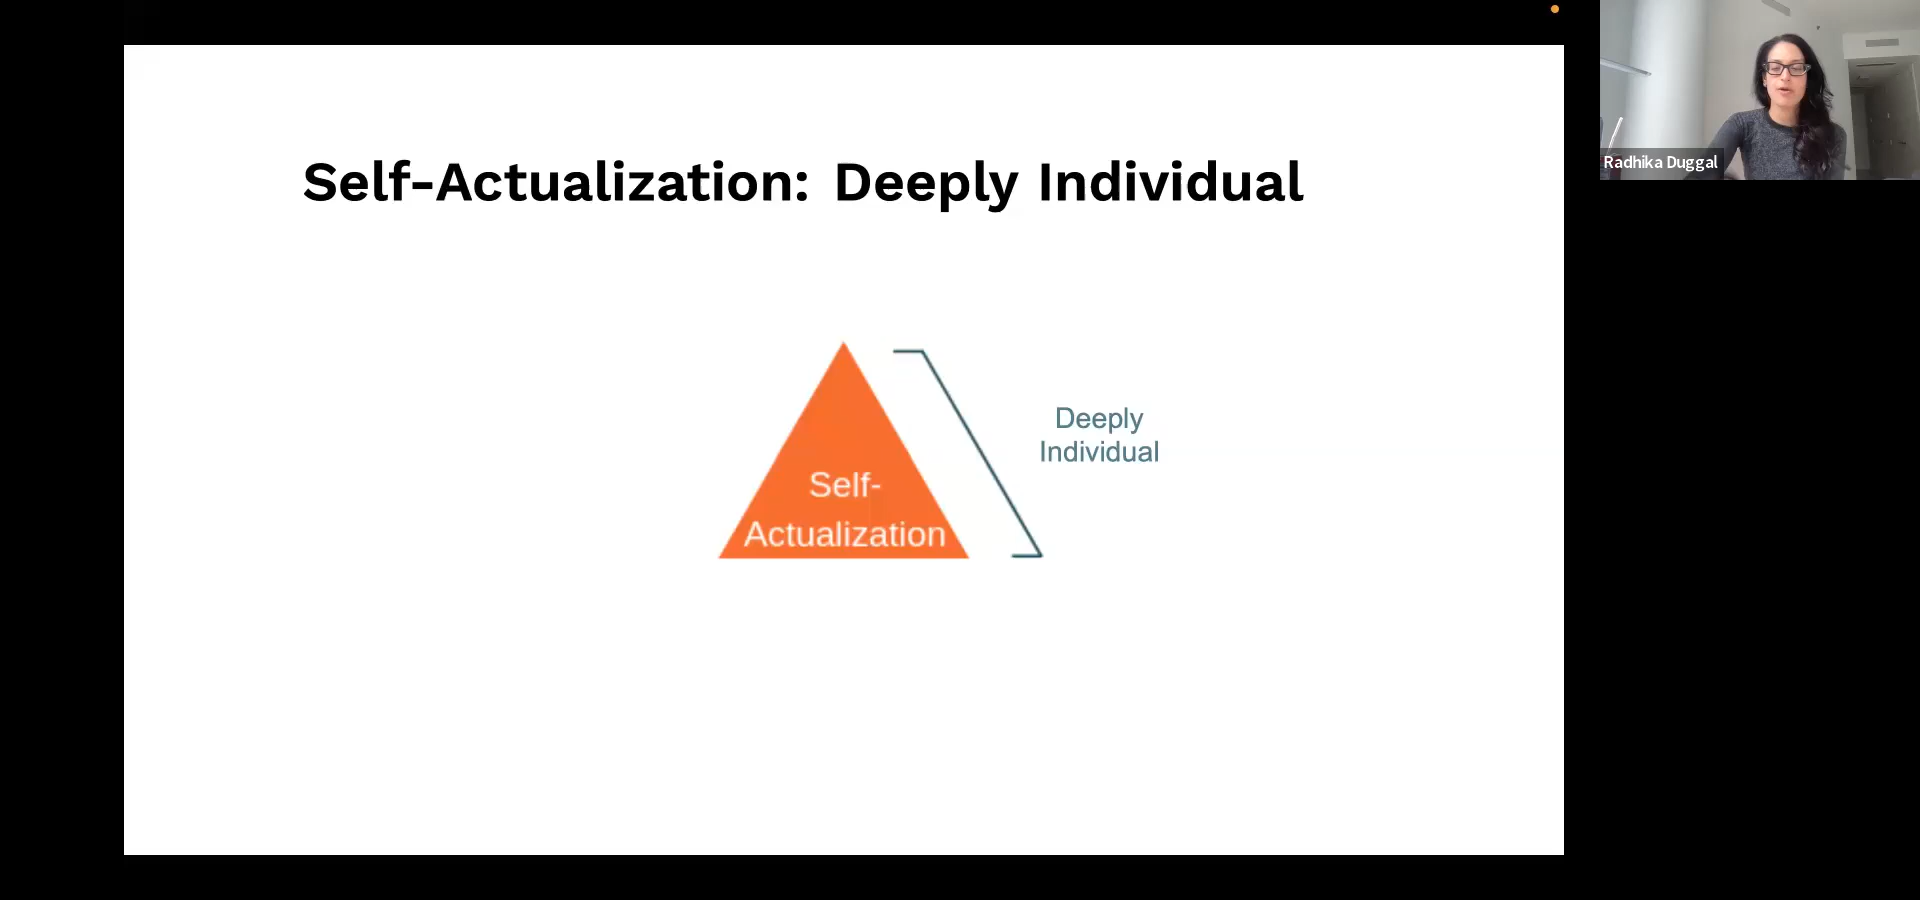 Self-Actualization: Deeply Individual
Self-
Actualization
Deeply
Individual
Radhika Duggal